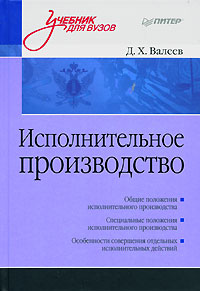 Учебник
для вузов
ПИТЕР
Д. Х. Валеев
Исполнительное
производство
Общие положения
исполнительного производства
Специальные положения
исполнительного производства
Особенности совершения отдельных
исполнительных действий